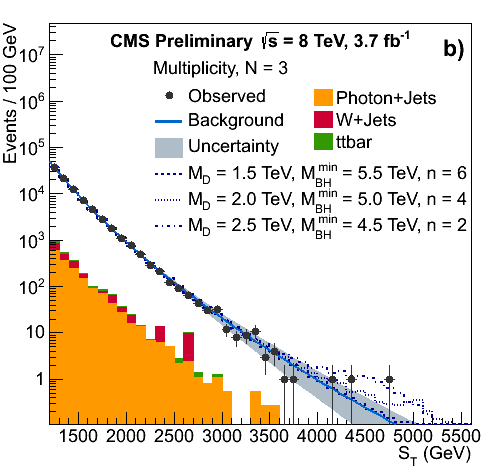 CMS Preliminary √s = 8 TeV, 3.7 fb⁻¹
b)
Multiplicity, N = 3
Observed
Background
Uncertainty
Photon+Jets
W+Jets
ttbar
M_D = 1.5 TeV, M_BH^min = 5.5 TeV, n = 6
M_D = 2.0 TeV, M_BH^min = 5.0 TeV, n = 4
M_D = 2.5 TeV, M_BH^min = 4.5 TeV, n = 2
Events / 100 GeV
10⁷
10⁶
10⁵
10⁴
10³
10²
10
1
1500 2000 2500 3000 3500 4000 4500 5000 5500
S_T (GeV)